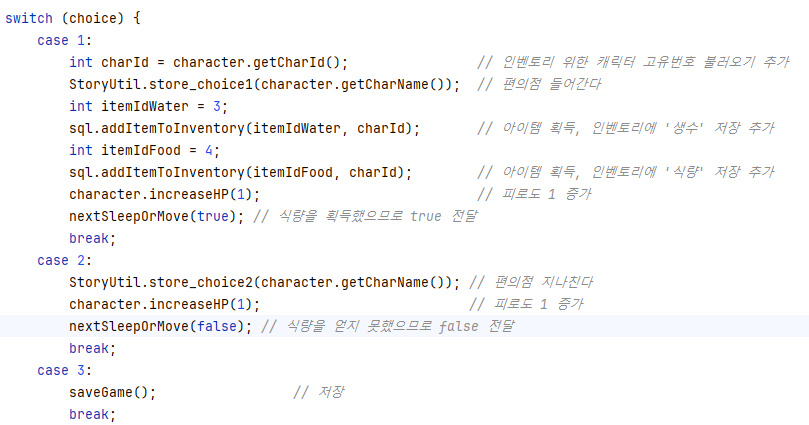 switch (choice) {
    case 1:
        int charId = character.getCharId();                // 인벤토리 위한 캐릭터 고유번호 불러오기 추가
        StoryUtil.store_choice1(character.getCharName());  // 편의점 들어간다
        int itemIdWater = 3;
        sql.addItemToInventory(itemIdWater, charId);       // 아이템 획득, 인벤토리에 '생수' 저장 추가
        int itemIdFood = 4;
        sql.addItemToInventory(itemIdFood, charId);        // 아이템 획득, 인벤토리에 '식량' 저장 추가
        character.increaseHP(1);                           // 피로도 1 증가
        nextSleepOrMove(true); // 식량을 획득했으므로 true 전달
        break;
    case 2:
        StoryUtil.store_choice2(character.getCharName()); // 편의점 지나친다
        character.increaseHP(1);                          // 피로도 1 증가
        nextSleepOrMove(false); // 식량을 얻지 못했으므로 false 전달
        break;
    case 3:
        saveGame();                 // 저장
        break;